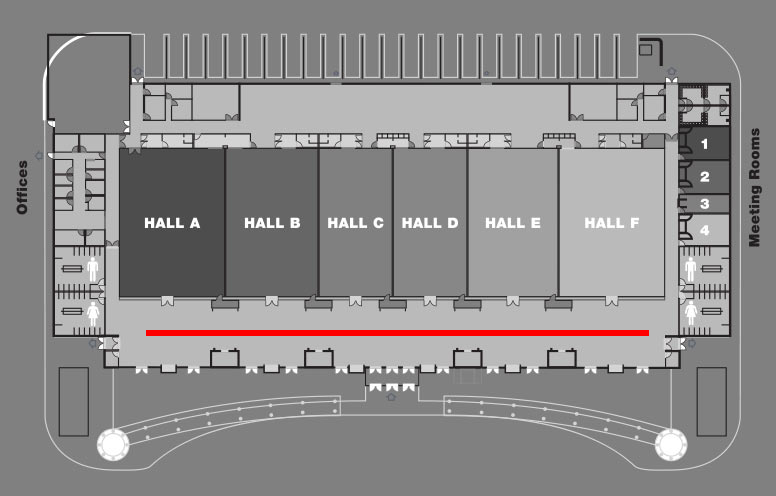 Offices
HALL A
HALL B
HALL C
HALL D
HALL E
HALL F
1
2
3
4
Meeting Rooms